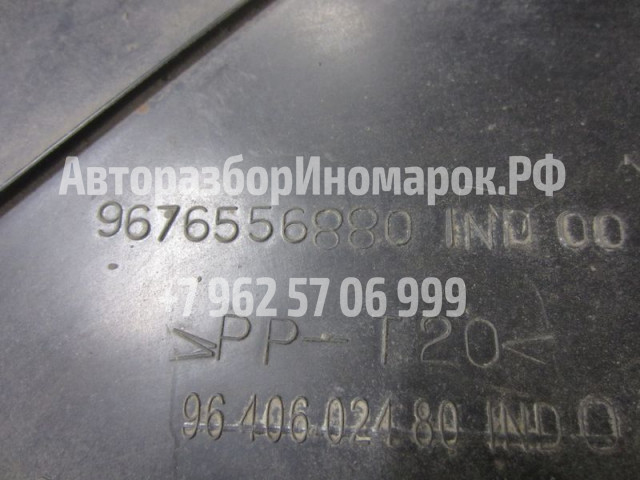 АвторазборИномарок.РФ
9676556880 IND 00
+7 962 57 06 999
>PP-T20<
96 406 024 80 IND 0